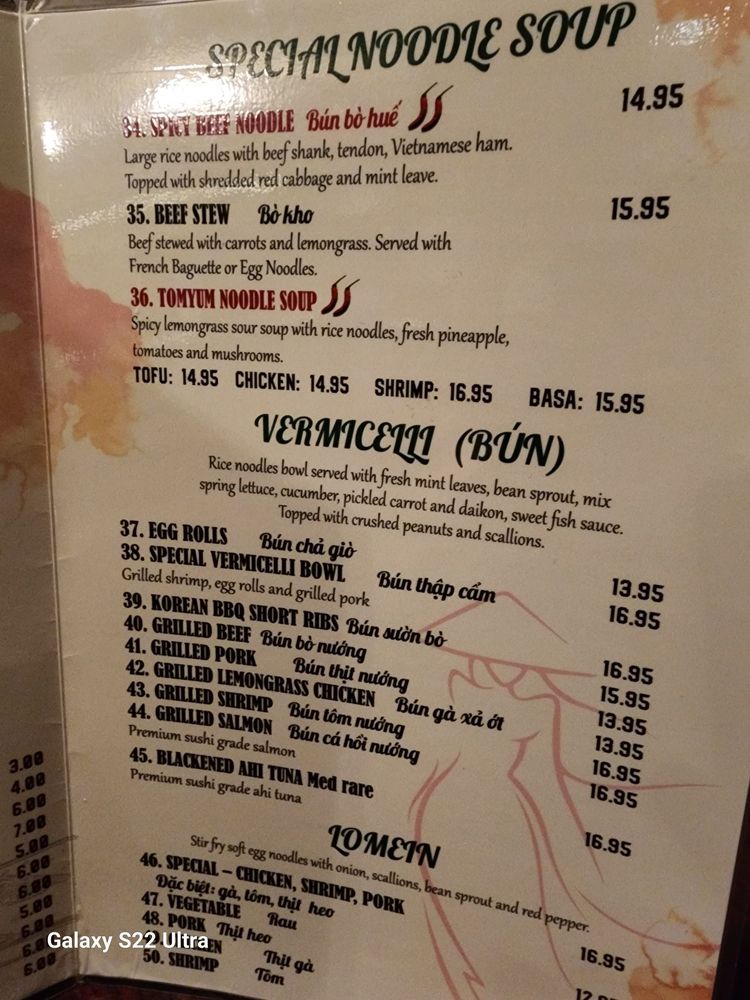 SPECIAL NOODLE SOUP
34. SPICY BEEF NOODLE Bún bò huế 14.95
Large rice noodles with beef shank, tendon, Vietnamese ham.
Topped with shredded red cabbage and mint leave.
35. BEEF STEW Bò kho 15.95
Beef stewed with carrots and lemongrass. Served with
French Baguette or Egg Noodles.
36. TOMYUM NOODLE SOUP
Spicy lemongrass sour soup with rice noodles, fresh pineapple,
tomatoes and mushrooms.
TOFU: 14.95 CHICKEN: 14.95 SHRIMP: 16.95 BASA: 15.95
VERMICELLI (BÚN)
Rice noodles bowl served with fresh mint leaves, bean sprout, mix
spring lettuce, cucumber, pickled carrot and daikon, sweet fish sauce.
Topped with crushed peanuts and scallions.
37. EGG ROLLS Bún chả giò 13.95
38. SPECIAL VERMICELLI BOWL Bún thập cẩm 16.95
Grilled shrimp, egg rolls and grilled pork
39. KOREAN BBQ SHORT RIBS Bún sườn bò 16.95
40. GRILLED BEEF Bún bò nướng 15.95
41. GRILLED PORK Bún thịt nướng 13.95
42. GRILLED LEMONGRASS CHICKEN Bún gà xả ớt 13.95
43. GRILLED SHRIMP Bún tôm nướng 16.95
44. GRILLED SALMON Bún cá hồi nướng 16.95
Premium sushi grade salmon
45. BLACKENED AHI TUNA Med rare 16.95
Premium sushi grade ahi tuna
LOMEIN
Stir fry soft egg noodles with onion, scallions, bean sprout and red pepper.
46. SPECIAL – CHICKEN, SHRIMP, PORK 16.95
Đặc biệt: gà, tôm, thịt heo
47. VEGETABLE Rau
48. PORK Thịt heo
Thịt gà
50. SHRIMP Tôm
3.00
4.00
6.00
7.00
5.00
6.00
6.00
5.00
6.00
6.00
6.00
Galaxy S22 Ultra